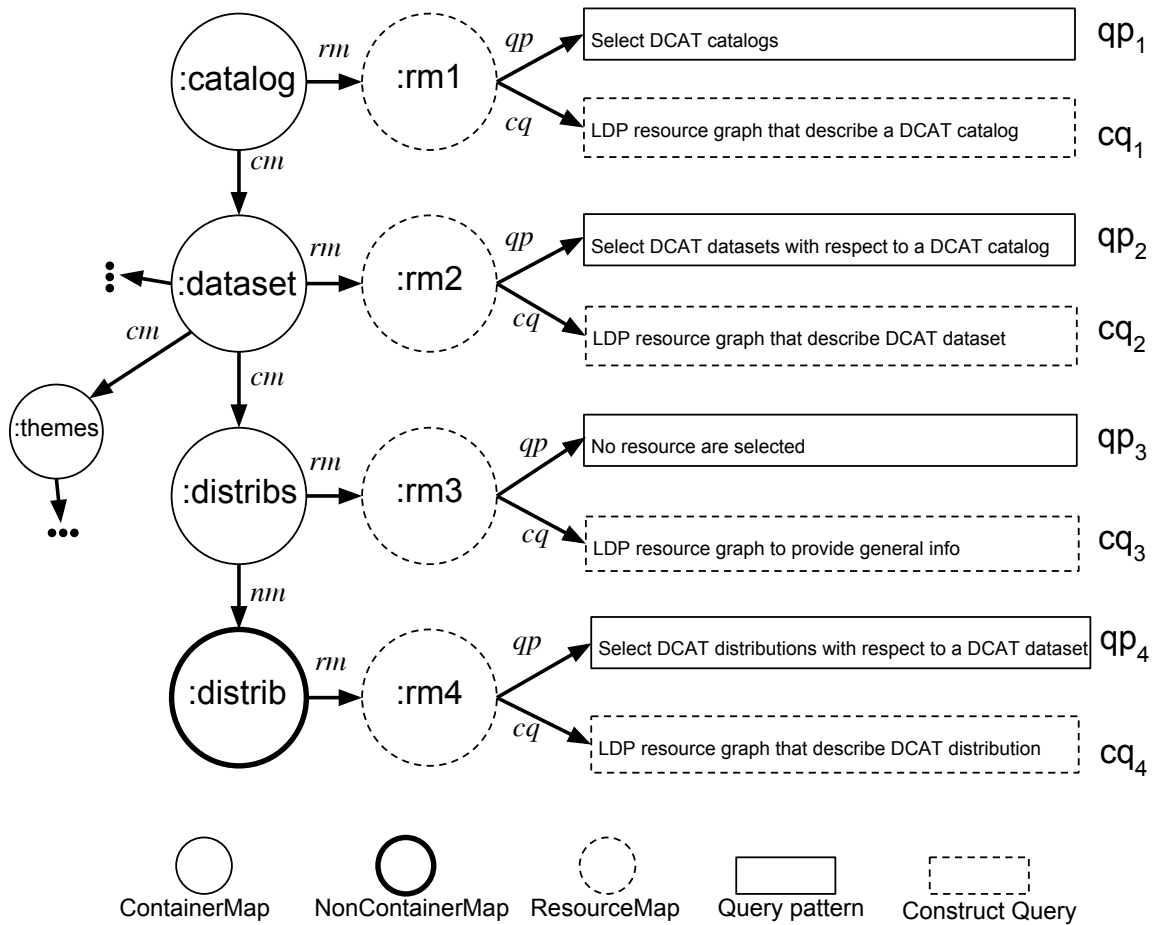 qp
Select DCAT catalogs
qp1
:catalog
rm
:rm1
cq
LDP resource graph that describe a DCAT catalog
cq1
cm
qp
Select DCAT datasets with respect to a DCAT catalog
qp2
:dataset
rm
:rm2
cq
LDP resource graph that describe DCAT dataset
cq2
cm
cm
:themes
qp
No resource are selected
qp3
:distribs
rm
:rm3
cq
LDP resource graph to provide general info
cq3
nm
qp
Select DCAT distributions with respect to a DCAT dataset
qp4
:distrib
rm
:rm4
cq
LDP resource graph that describe DCAT distribution
cq4
ContainerMap
NonContainerMap
ResourceMap
Query pattern
Construct Query